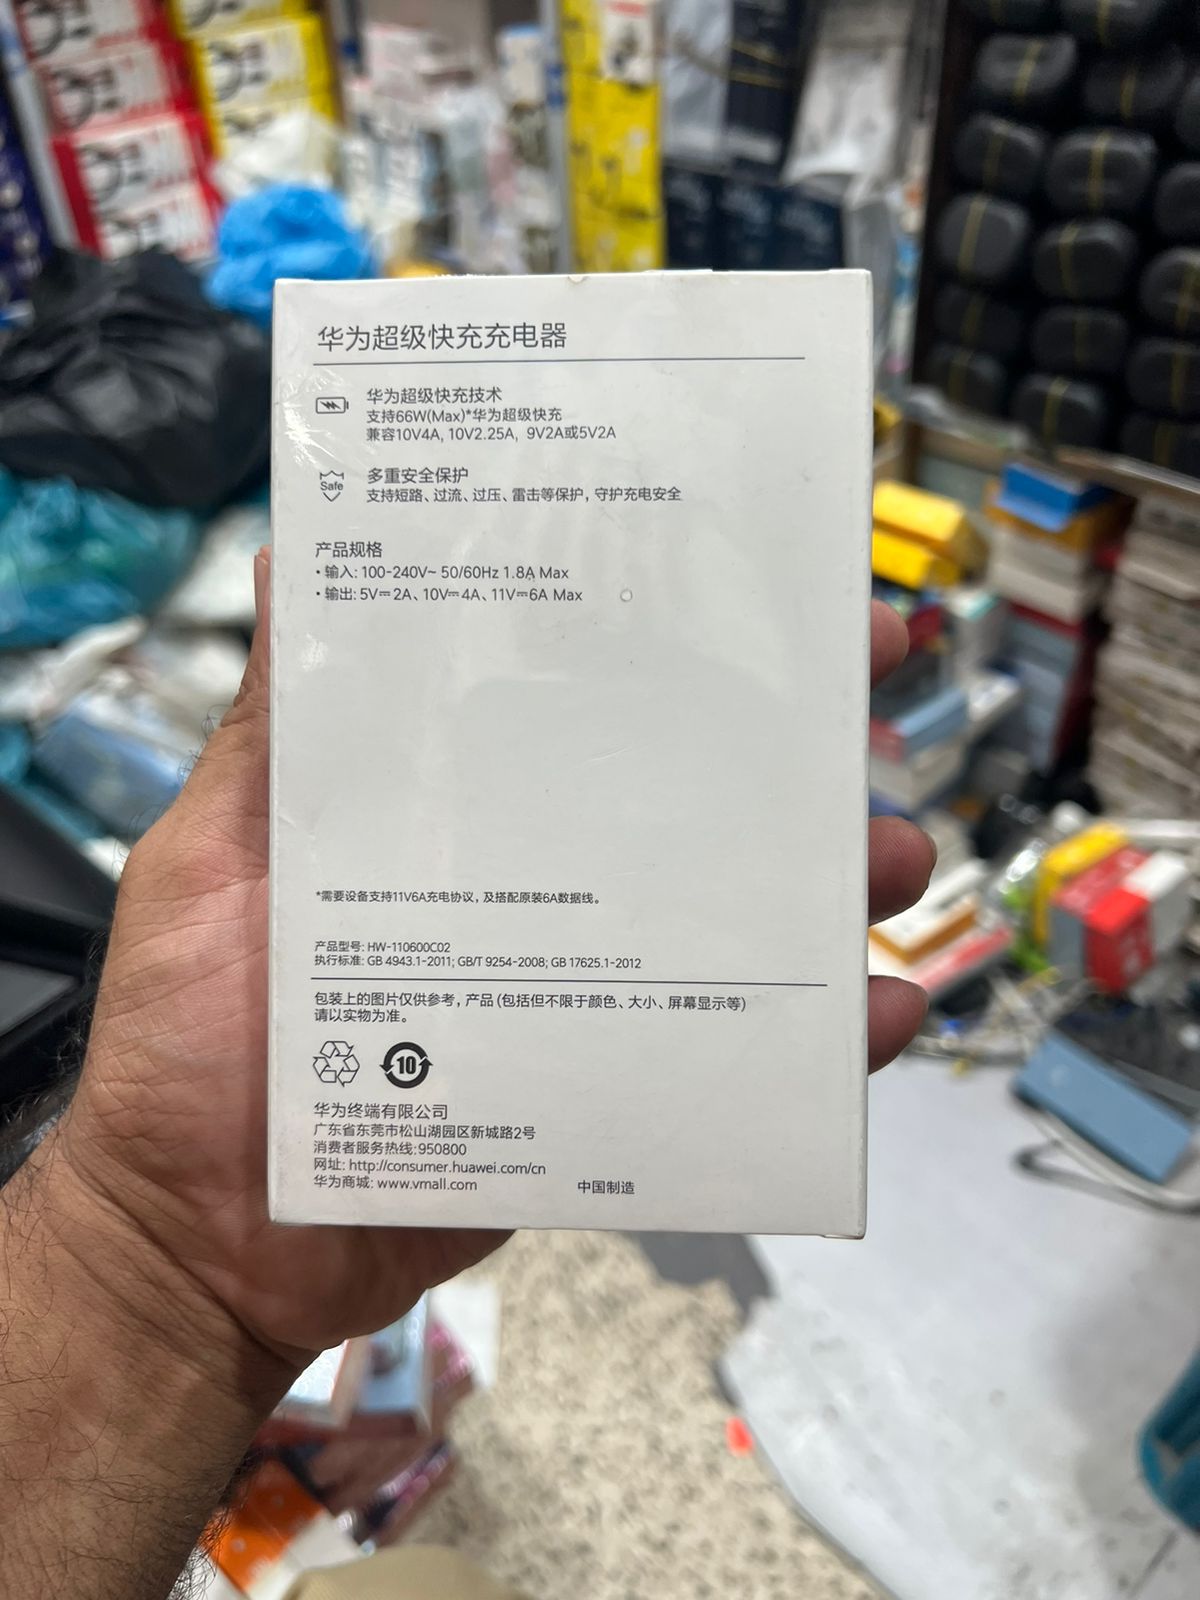 华为超级快充充电器
华为超级快充技术
支持66W(Max)*华为超级快充
兼容10V4A, 10V2.25A, 9V2A或5V2A
Safe
多重安全保护
支持短路、过流、过压、雷击等保护，守护充电安全
产品规格
• 输入: 100-240V~ 50/60Hz 1.8A Max
• 输出: 5V⎓2A、10V⎓4A、11V⎓6A Max
*需要设备支持11V6A充电协议，及搭配原装6A数据线。
产品型号: HW-110600C02
执行标准: GB 4943.1-2011; GB/T 9254-2008; GB 17625.1-2012
包装上的图片仅供参考，产品 (包括但不限于颜色、大小、屏幕显示等)
请以实物为准。
10
华为终端有限公司
广东省东莞市松山湖园区新城路2号
消费者服务热线:950800
网址: http://consumer.huawei.com/cn
华为商城: www.vmall.com 中国制造